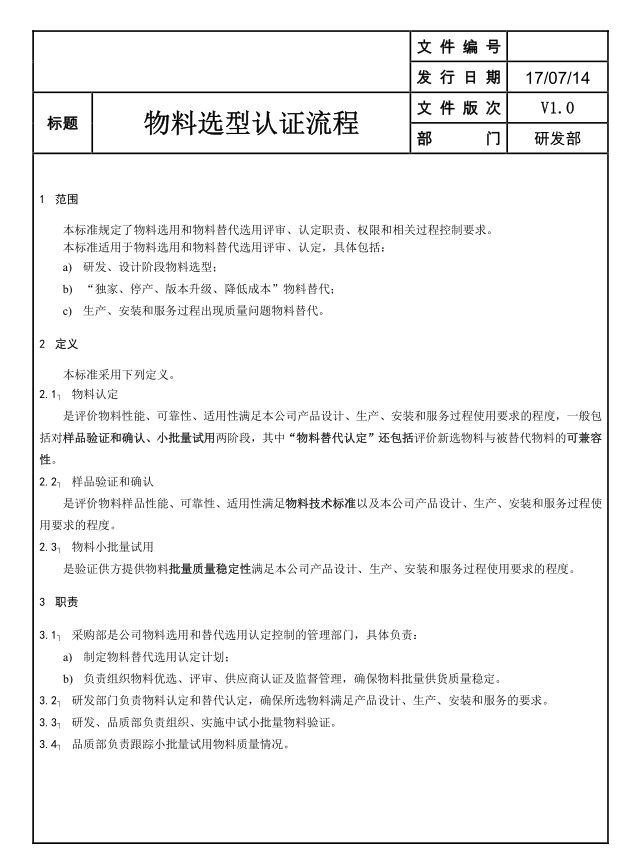 文件编号
发行日期 17/07/14
标题 物料选型认证流程
文件版次 V1.0
部门 研发部
1 范围
本标准规定了物料选用和物料替代选用评审、认定职责、权限和相关过程控制要求。
本标准适用于物料选用和物料替代选用评审、认定，具体包括：
a) 研发、设计阶段物料选型；
b) “独家、停产、版本升级、降低成本”物料替代；
c) 生产、安装和服务过程出现质量问题物料替代。
2 定义
本标准采用下列定义。
2.1 物料认定
是评价物料性能、可靠性、适用性满足本公司产品设计、生产、安装和服务过程使用要求的程度，一般包
括对样品验证和确认、小批量试用两阶段，其中“物料替代认定”还包括评价新选物料与被替代物料的可兼容
性。
2.2 样品验证和确认
是评价物料样品性能、可靠性、适用性满足物料技术标准以及本公司产品设计、生产、安装和服务过程使
用要求的程度。
2.3 物料小批量试用
是验证供方提供物料批量质量稳定性满足本公司产品设计、生产、安装和服务过程使用要求的程度。
3 职责
3.1 采购部是公司物料选用和替代选用认定控制的管理部门，具体负责：
a) 制定物料替代选用认定计划；
b) 负责组织物料优选、评审、供应商认证及监督管理，确保物料批量供货质量稳定。
3.2 研发部门负责物料认定和替代认定，确保所选物料满足产品设计、生产、安装和服务的要求。
3.3 研发、品质部负责组织、实施中试小批量物料验证。
3.4 品质部负责跟踪小批量试用物料质量情况。